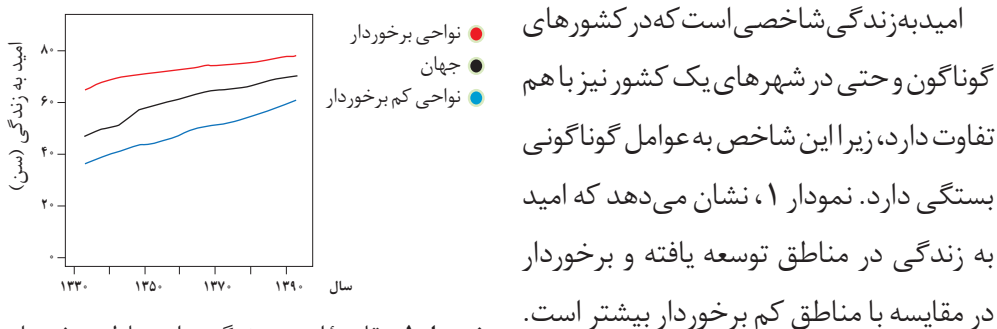 امیدبه‌زندگی‌شاخصی‌است‌که‌در کشورهای
گوناگون و حتی در شهرهای یک کشور نیز با هم
تفاوت دارد، زیرا این شاخص به عوامل گوناگونی
بستگی دارد. نمودار ۱، نشان می‌دهد که امید
به زندگی در مناطق توسعه یافته و برخوردار
در مقایسه با مناطق کم برخوردار بیشتر است.
نواحی برخوردار
جهان
نواحی کم برخوردار
امید به زندگی (سن)
۸۰
۶۰
۴۰
۲۰
۰
۱۳۳۰ ۱۳۵۰ ۱۳۷۰ ۱۳۹۰ سال